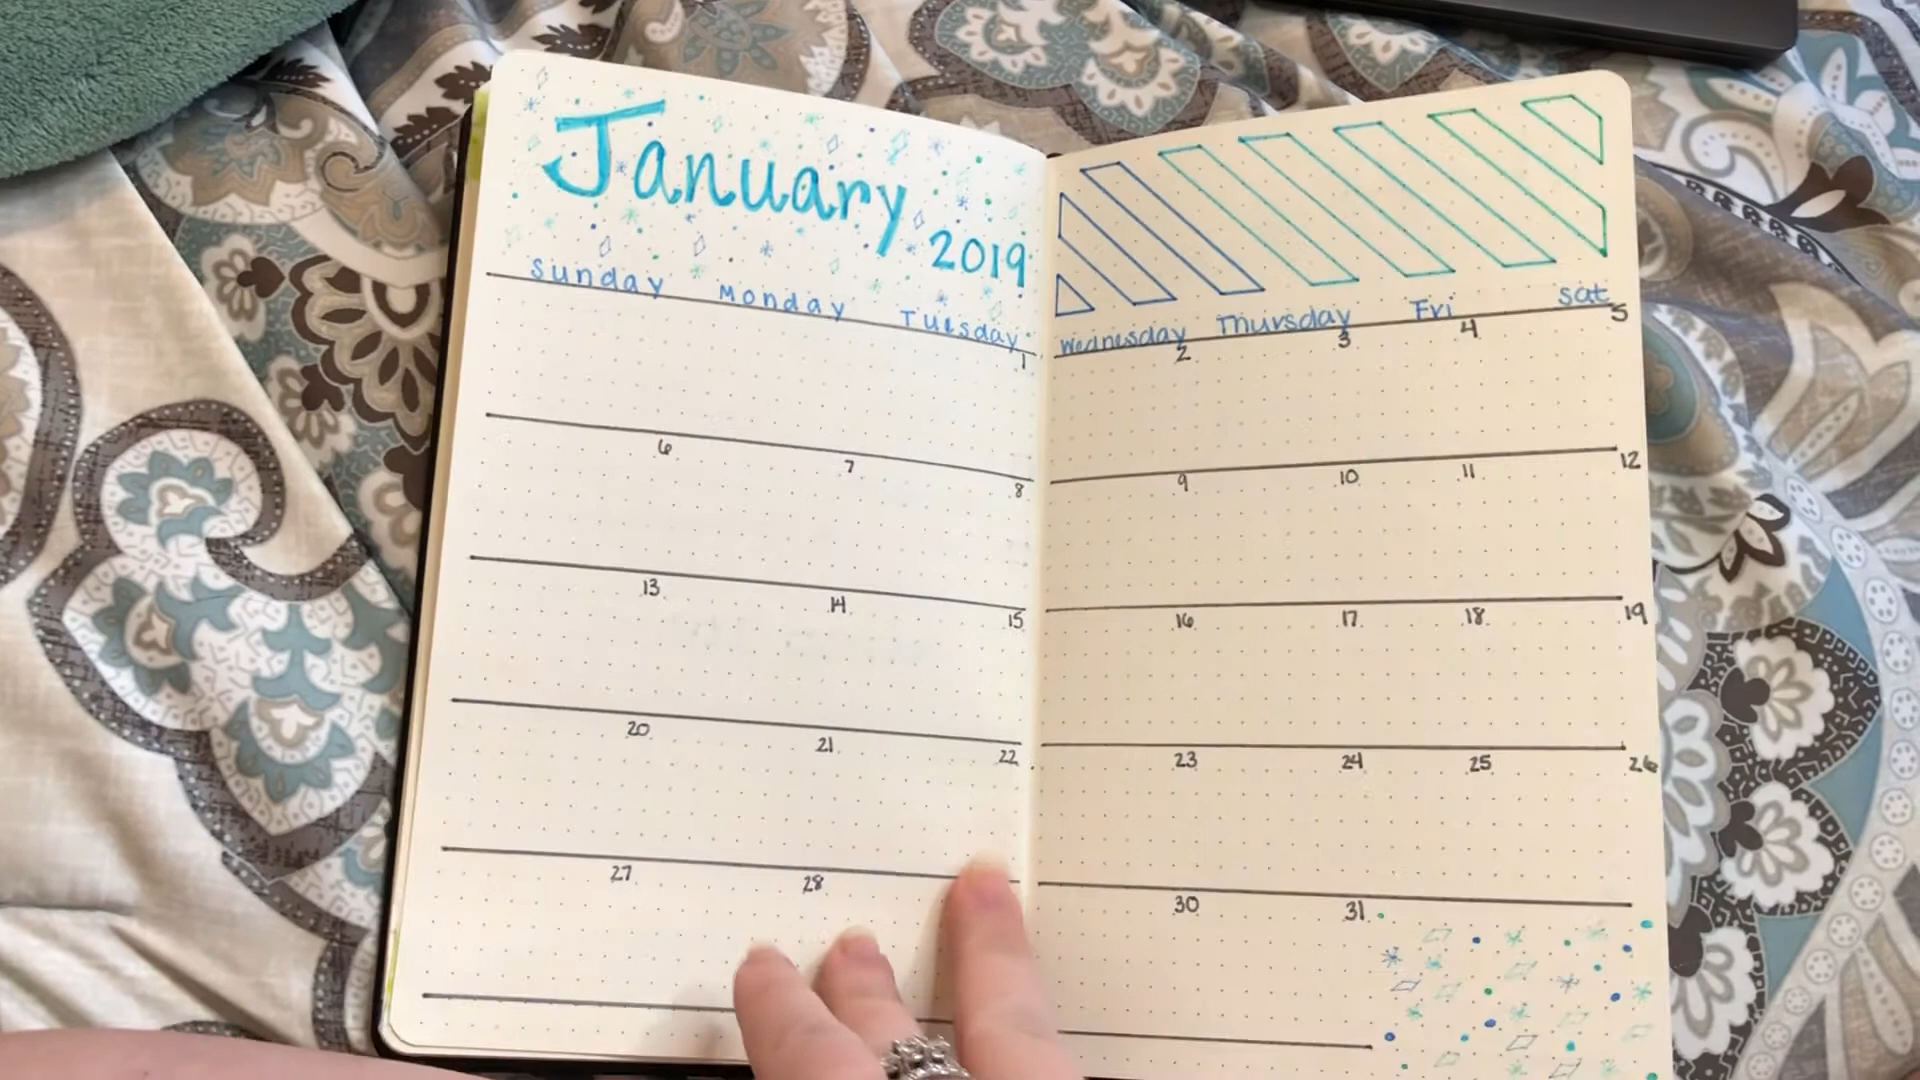 January
2019
Sunday Monday Tuesday Wednesday Thursday Fri Sat
1 2 3 4 5
6 7 8 9 10 11 12
13 14 15 16 17 18 19
20 21 22 23 24 25 26
27 28 30 31